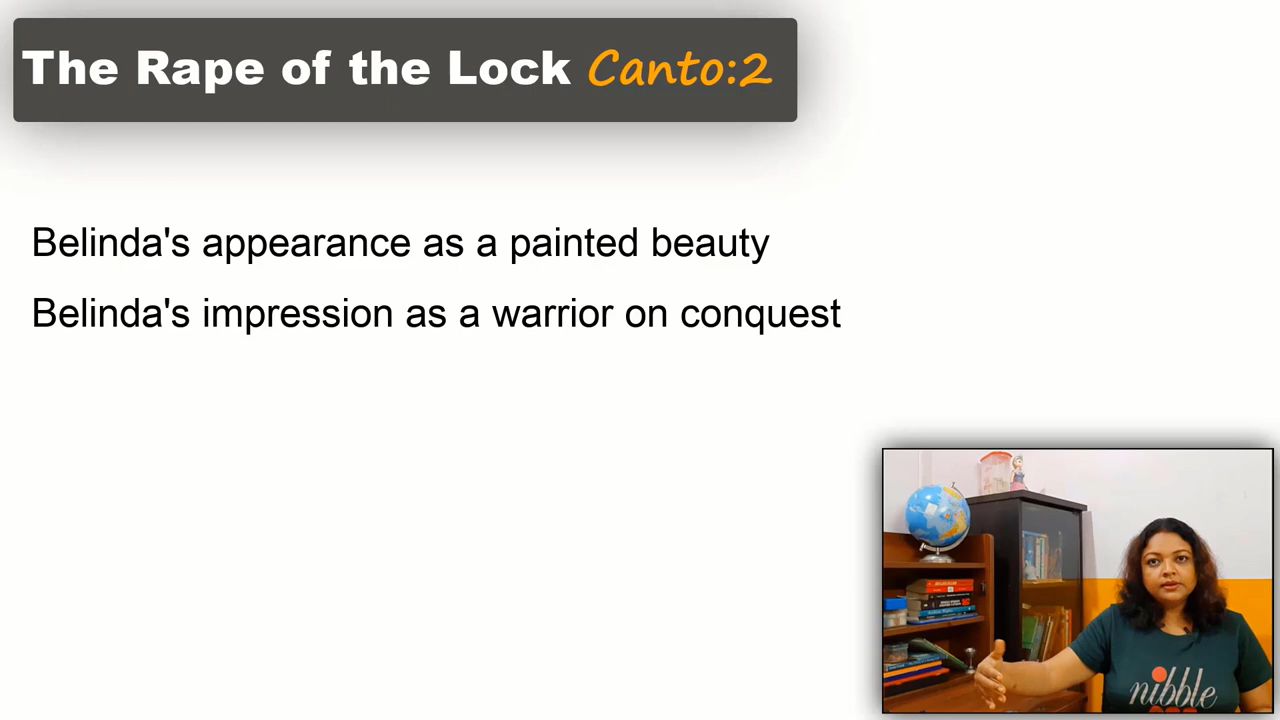 The Rape of the Lock Canto:2
Belinda's appearance as a painted beauty
Belinda's impression as a warrior on conquest
nibble